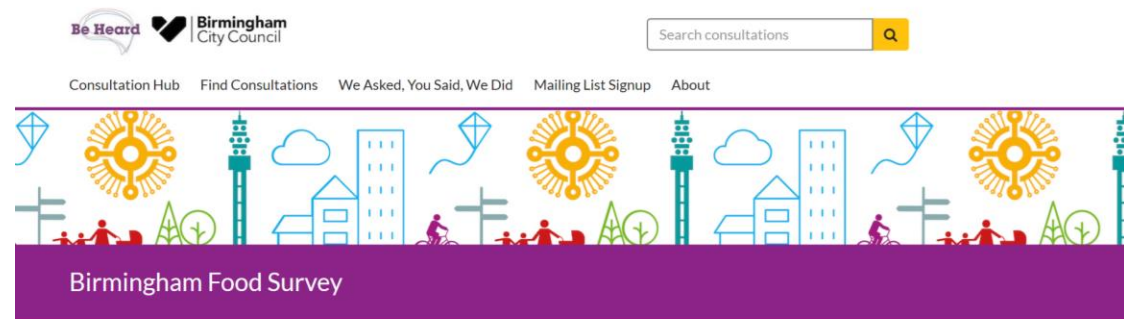 Be Heard
Birmingham
City Council
Search consultations
Consultation Hub Find Consultations We Asked, You Said, We Did Mailing List Signup About
Birmingham Food Survey